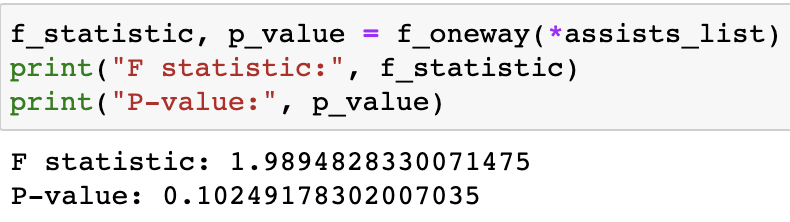 f_statistic, p_value = f_oneway(*assists_list)
print("F statistic:", f_statistic)
print("P-value:", p_value)
F statistic: 1.9894828330071475
P-value: 0.10249178302007035